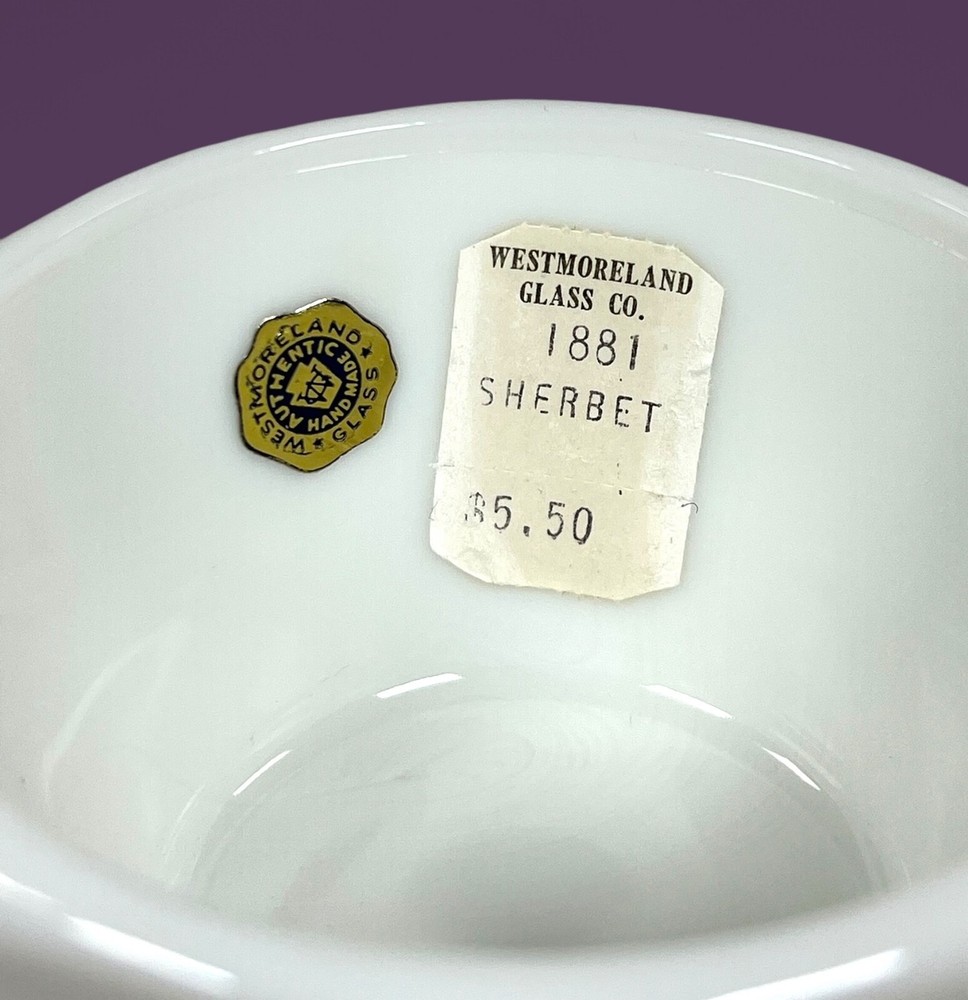 WESTMORELAND ★ GLASS ★
AUTHENTIC HANDMADE
WESTMORELAND
GLASS CO.
1881
SHERBET
$5.50